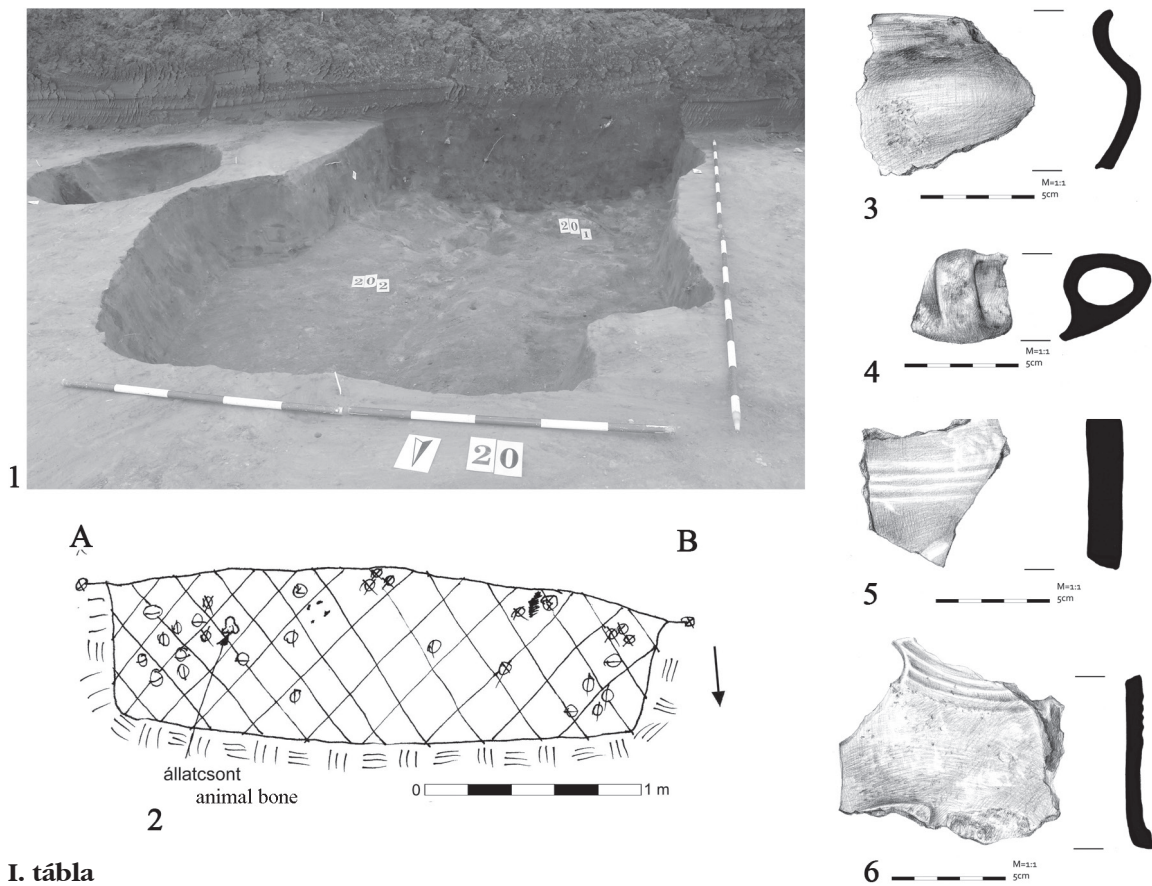 1
20
1
20
2
20
A
B
állatcsont
animal bone
0
1 m
2
I. tábla
M=1:1
5cm
3
M=1:1
5cm
4
M=1:1
5cm
5
M=1:1
5cm
6